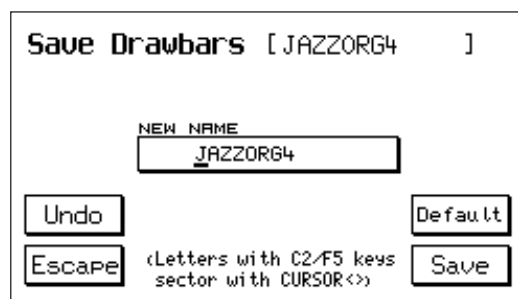 Save Drawbars [JAZZORG4 ]
NEW NAME
JAZZORG4
Undo
Default
Escape
(Letters with C2/F5 keys
sector with CURSOR<>)
Save